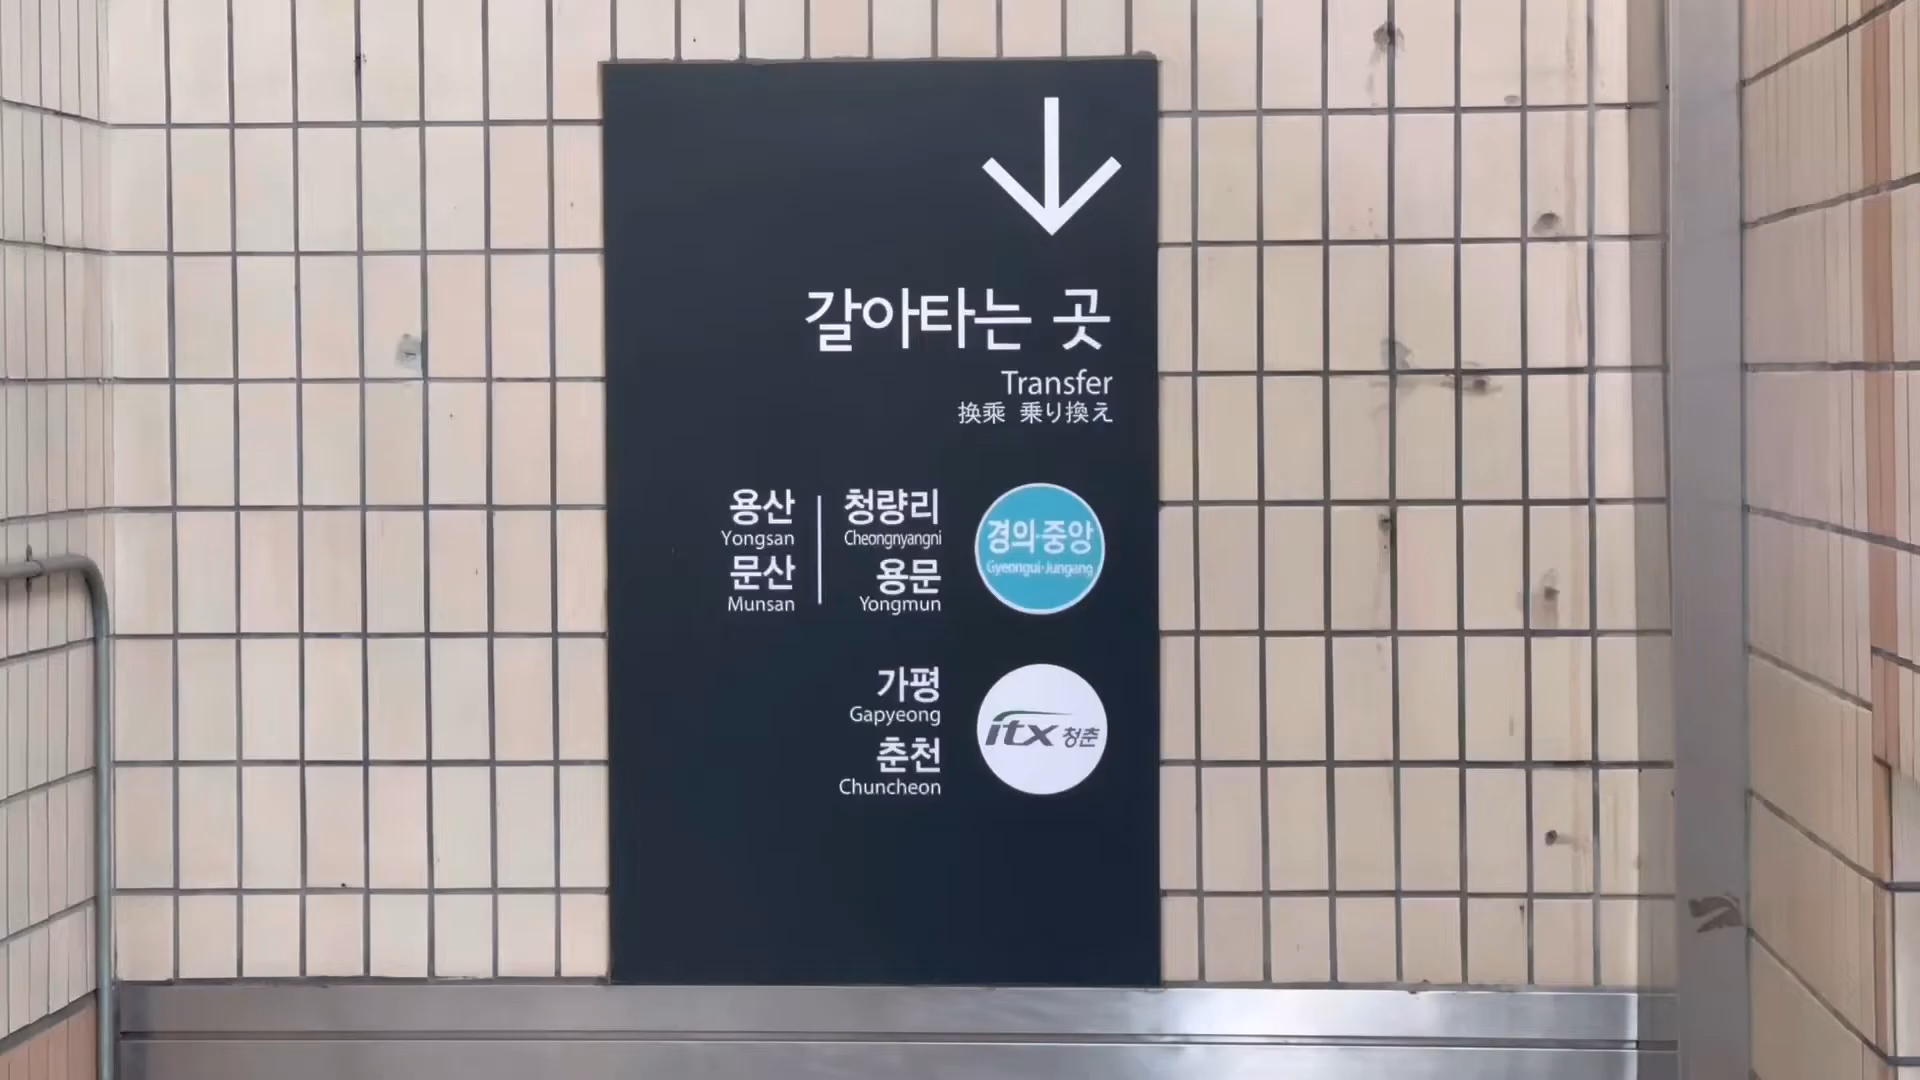 갈아타는 곳
Transfer
换乘 乗り換え
용산
Yongsan
문산
Munsan
청량리
Cheongnyangni
용문
Yongmun
경의·중앙
Gyeongui·Jungang
가평
Gapyeong
춘천
Chuncheon
itx 청춘